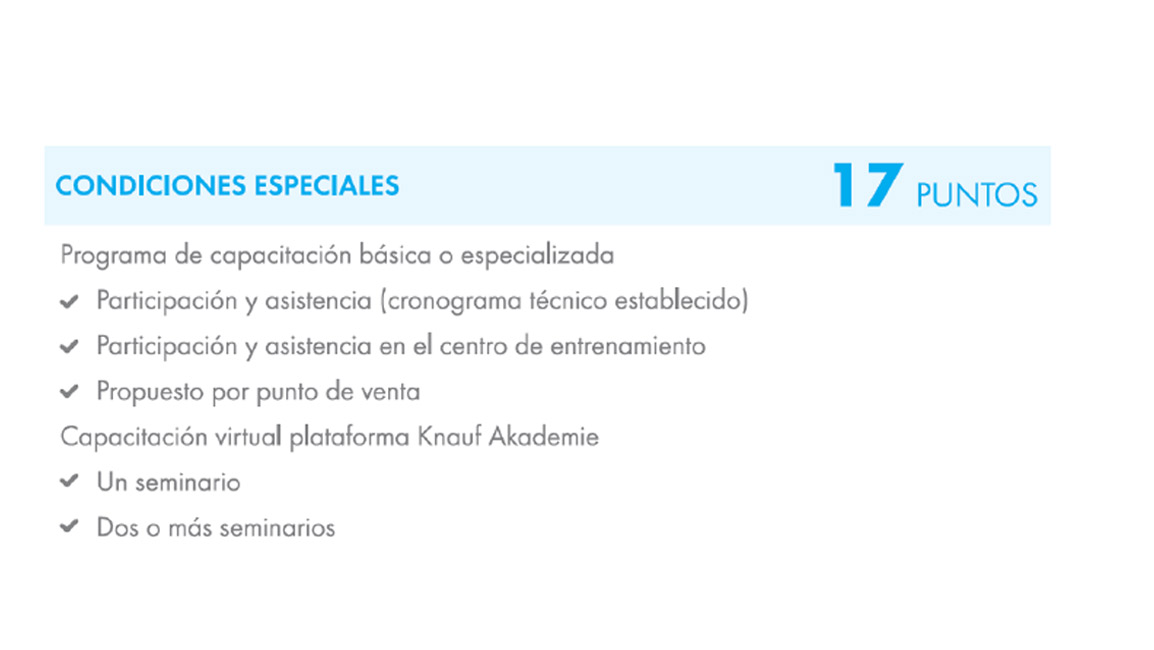 CONDICIONES ESPECIALES 17 PUNTOS
Programa de capacitación básica o especializada
Participación y asistencia (cronograma técnico establecido)
Participación y asistencia en el centro de entrenamiento
Propuesto por punto de venta
Capacitación virtual plataforma Knauf Akademie
Un seminario
Dos o más seminarios